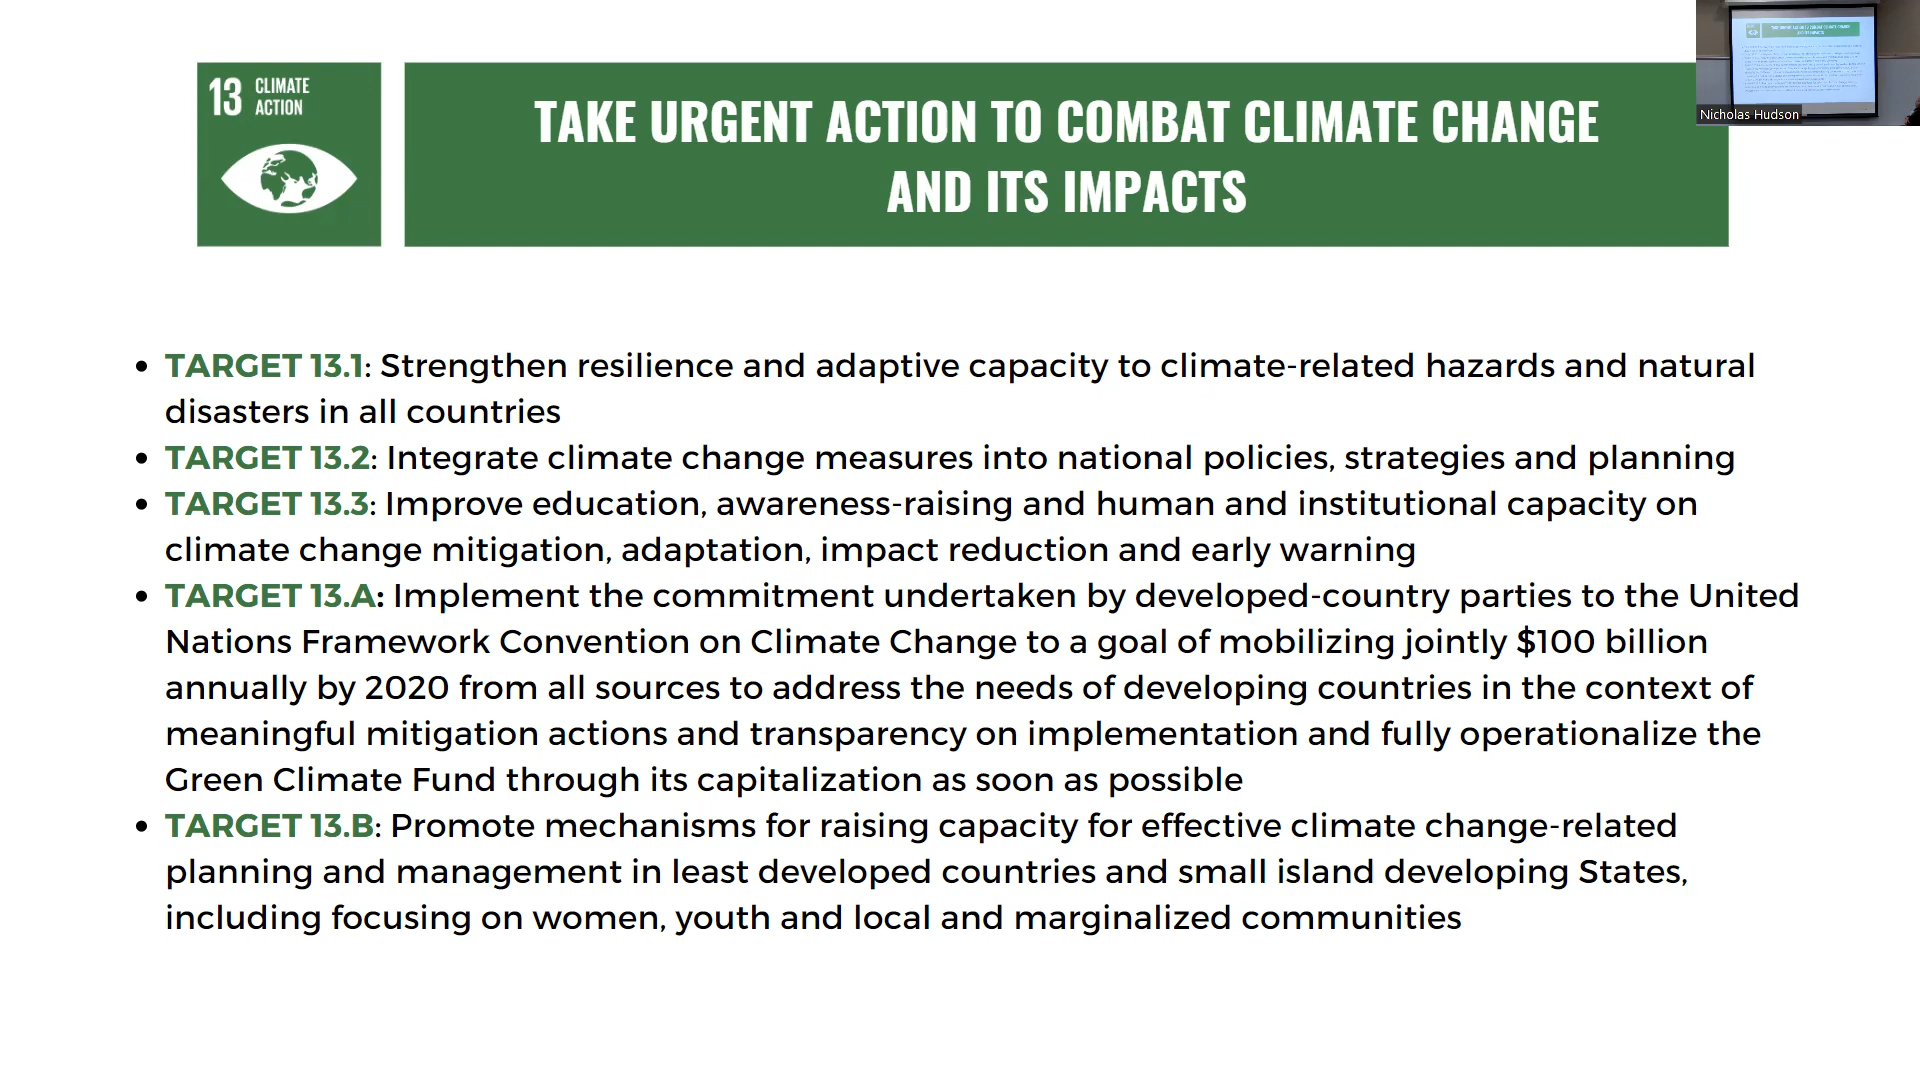 13 CLIMATE
ACTION
TAKE URGENT ACTION TO COMBAT CLIMATE CHANGE
AND ITS IMPACTS
Nicholas Hudson
• TARGET 13.1: Strengthen resilience and adaptive capacity to climate-related hazards and natural
disasters in all countries
• TARGET 13.2: Integrate climate change measures into national policies, strategies and planning
• TARGET 13.3: Improve education, awareness-raising and human and institutional capacity on
climate change mitigation, adaptation, impact reduction and early warning
• TARGET 13.A: Implement the commitment undertaken by developed-country parties to the United
Nations Framework Convention on Climate Change to a goal of mobilizing jointly $100 billion
annually by 2020 from all sources to address the needs of developing countries in the context of
meaningful mitigation actions and transparency on implementation and fully operationalize the
Green Climate Fund through its capitalization as soon as possible
• TARGET 13.B: Promote mechanisms for raising capacity for effective climate change-related
planning and management in least developed countries and small island developing States,
including focusing on women, youth and local and marginalized communities